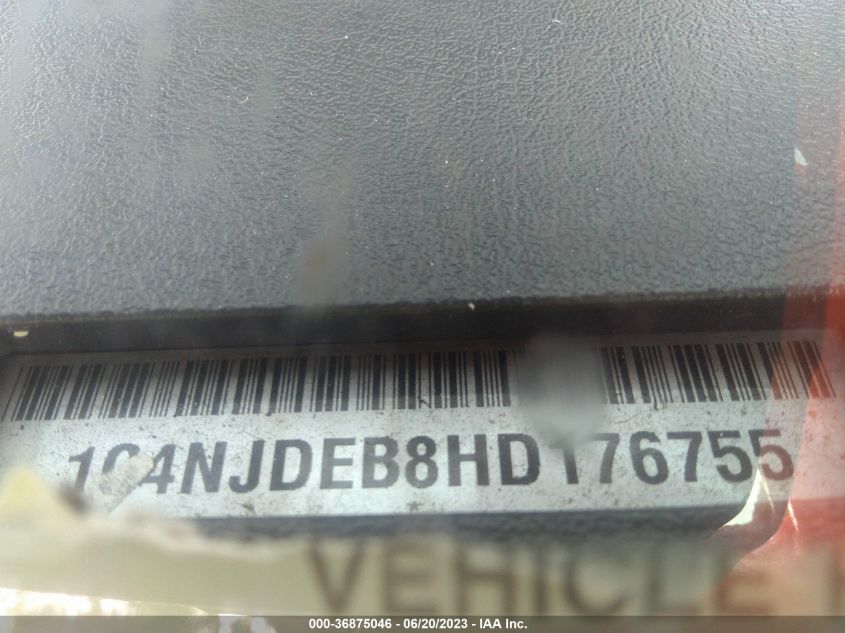 1C4NJDEB8HD176755
VEHICLE
000-36875046 - 06/20/2023 - IAA Inc.